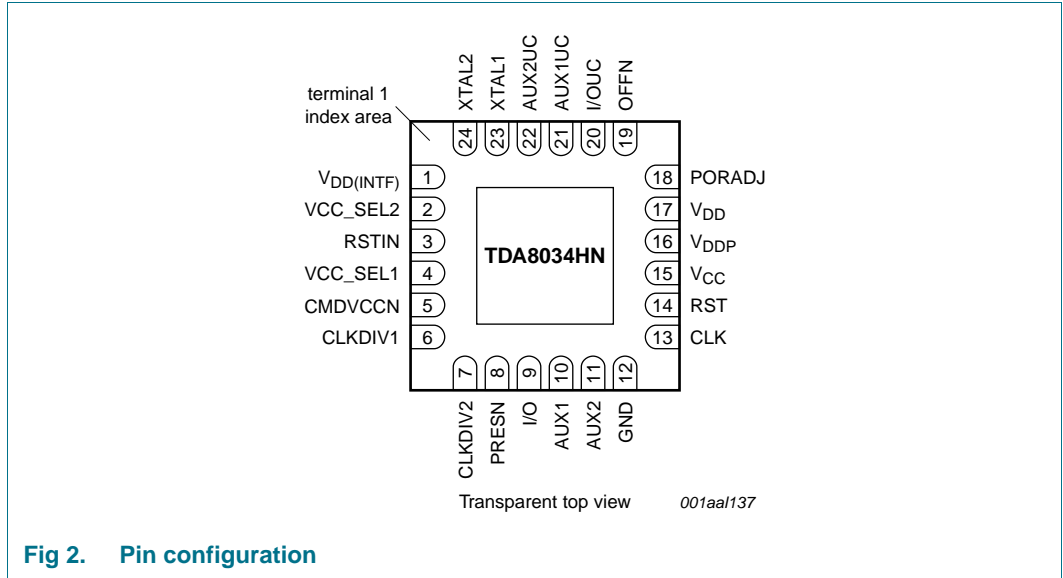 XTAL2
XTAL1
AUX2UC
AUX1UC
I/OUC
OFFN
terminal 1
index area
24
23
22
21
20
19
VDD(INTF) 1
VCC_SEL2 2
RSTIN 3
VCC_SEL1 4
CMDVCCN 5
CLKDIV1 6
TDA8034HN
18 PORADJ
17 VDD
16 VDDP
15 VCC
14 RST
13 CLK
7
8
9
10
11
12
CLKDIV2
PRESN
I/O
AUX1
AUX2
GND
Transparent top view 001aal137
Fig 2. Pin configuration